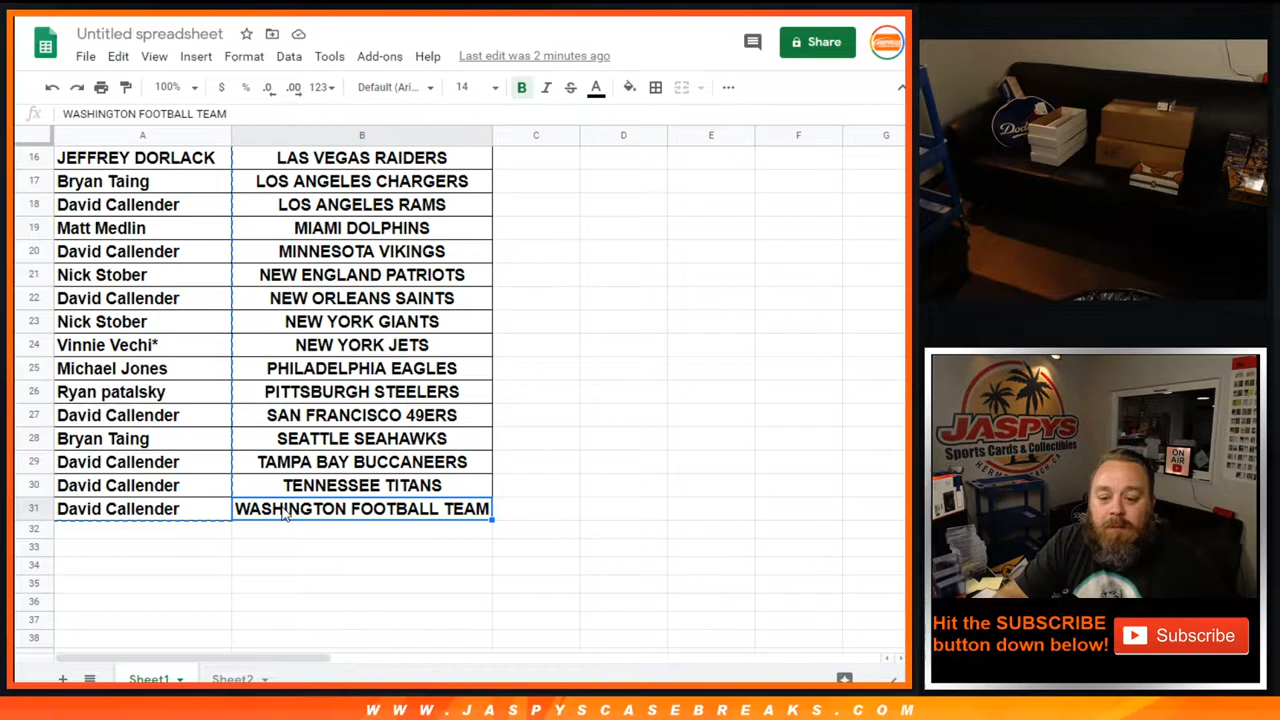 Untitled spreadsheet
File Edit View Insert Format Data Tools Add-ons Help Last edit was 2 minutes ago
Share
100% $ % .0 .00 123 Default (Ari... 14 B I S A
fx WASHINGTON FOOTBALL TEAM
A B C D E F G
16 JEFFREY DORLACK LAS VEGAS RAIDERS
17 Bryan Taing LOS ANGELES CHARGERS
18 David Callender LOS ANGELES RAMS
19 Matt Medlin MIAMI DOLPHINS
20 David Callender MINNESOTA VIKINGS
21 Nick Stober NEW ENGLAND PATRIOTS
22 David Callender NEW ORLEANS SAINTS
23 Nick Stober NEW YORK GIANTS
24 Vinnie Vechi* NEW YORK JETS
25 Michael Jones PHILADELPHIA EAGLES
26 Ryan patalsky PITTSBURGH STEELERS
27 David Callender SAN FRANCISCO 49ERS
28 Bryan Taing SEATTLE SEAHAWKS
29 David Callender TAMPA BAY BUCCANEERS
30 David Callender TENNESSEE TITANS
31 David Callender WASHINGTON FOOTBALL TEAM
32
33
34
35
36
37
38
Sheet1 Sheet2
JASPYS
Sports Cards & Collectibles
ON AIR
Hit the SUBSCRIBE
button down below!
Subscribe
WWW.JASPYSCASEBREAKS.COM